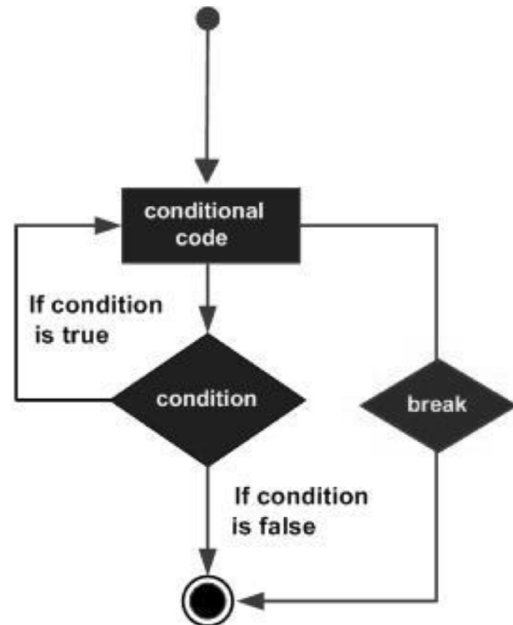 conditional
code
If condition
is true
condition
break
If condition
is false